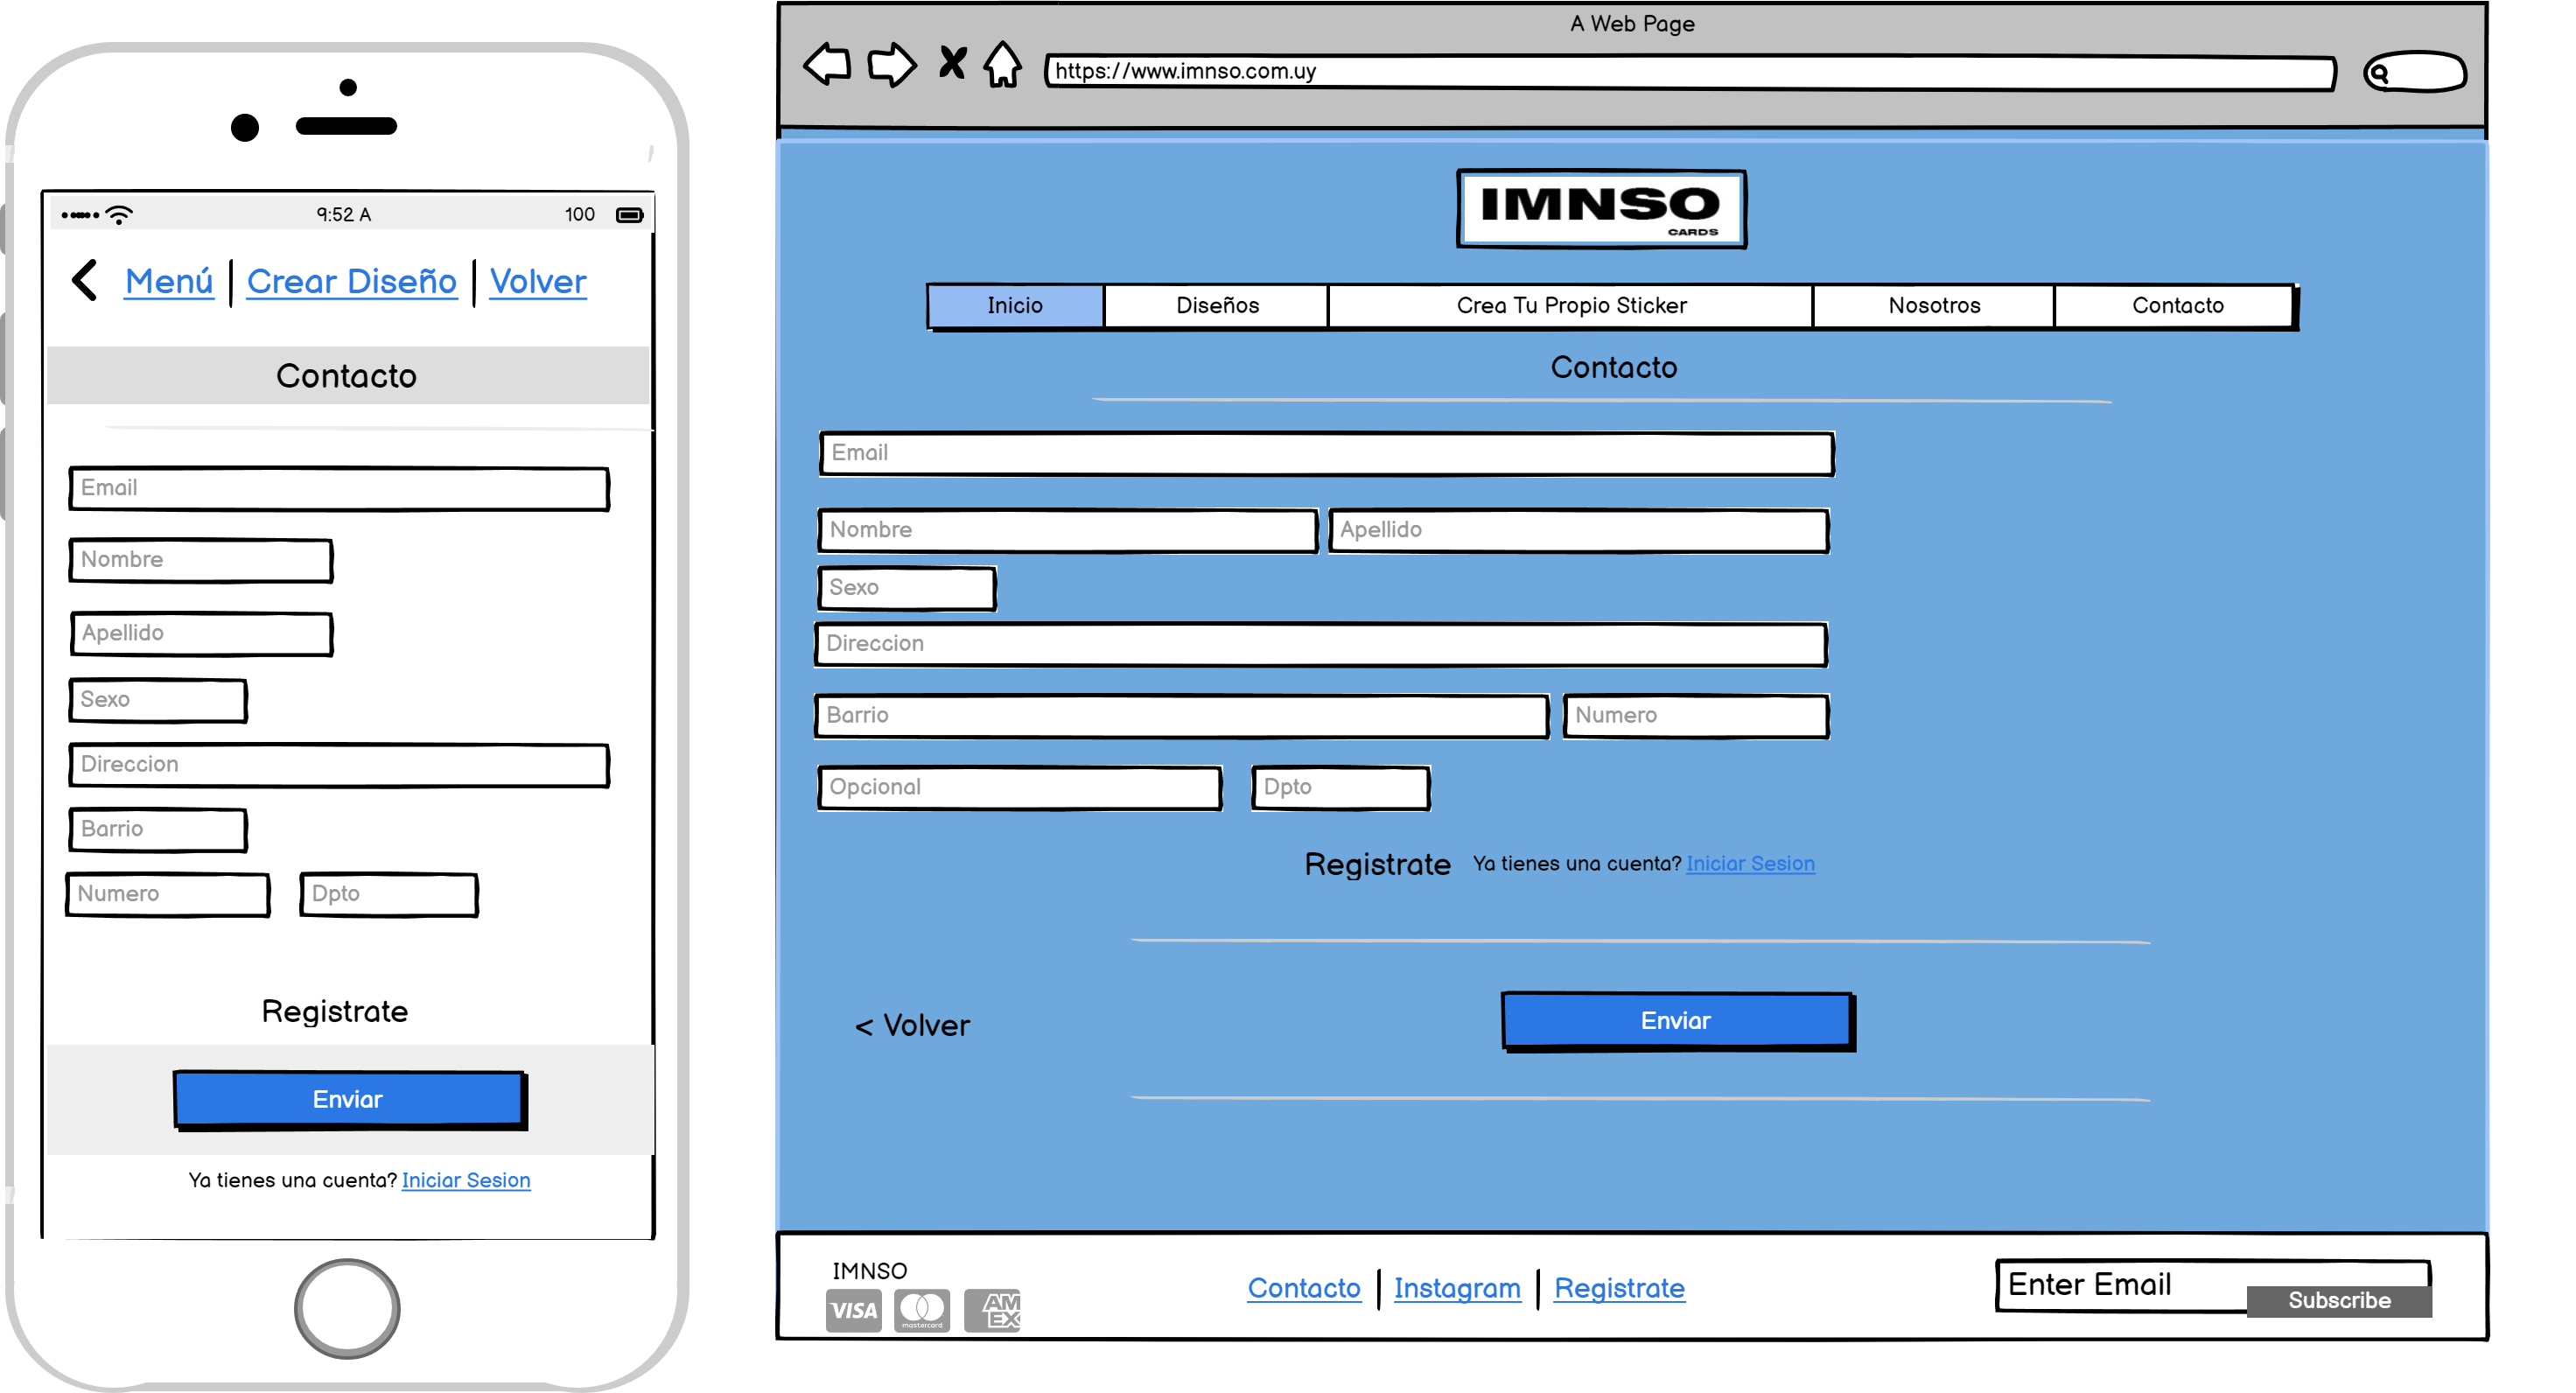 9:52 A 100
Menú Crear Diseño Volver
Contacto
Email
Nombre
Apellido
Sexo
Direccion
Barrio
Numero Dpto
Registrate
Enviar
Ya tienes una cuenta? Iniciar Sesion
A Web Page
https://www.imnso.com.uy
IMNSO
CARDS
Inicio Diseños Crea Tu Propio Sticker Nosotros Contacto
Contacto
Email
Nombre Apellido
Sexo
Direccion
Barrio Numero
Opcional Dpto
Registrate Ya tienes una cuenta? Iniciar Sesion
< Volver Enviar
IMNSO
VISA mastercard AM
EX
Contacto Instagram Registrate
Enter Email
Subscribe